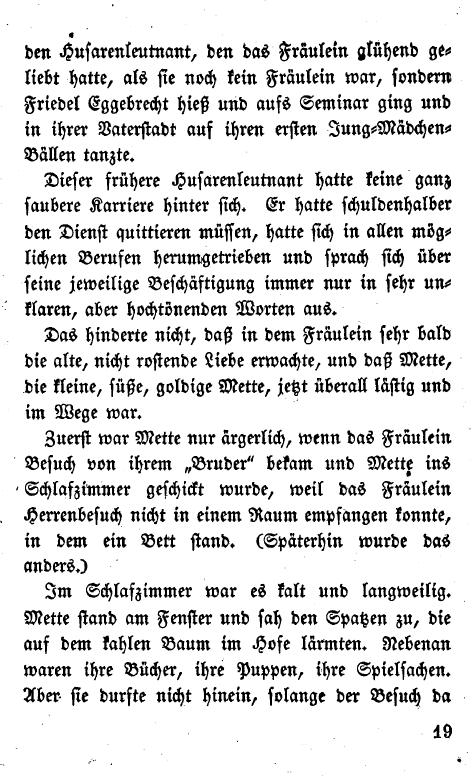 den Husarenleutnant, den das Fräulein glühend ge-
liebt hatte, als sie noch kein Fräulein war, sondern
Friedel Eggebrecht hieß und aufs Seminar ging und
in ihrer Vaterstadt auf ihren ersten Jung-Mädchen-
Bällen tanzte.
Dieser frühere Husarenleutnant hatte keine ganz
saubere Karriere hinter sich. Er hatte schuldenhalber
den Dienst quittieren müssen, hatte sich in allen mög-
lichen Berufen herumgetrieben und sprach sich über
seine jeweilige Beschäftigung immer nur in sehr un-
klaren, aber hochtönenden Worten aus.
Das hinderte nicht, daß in dem Fräulein sehr bald
die alte, nicht rostende Liebe erwachte, und daß Mette,
die kleine, süße, goldige Mette, jetzt überall lästig und
im Wege war.
Zuerst war Mette nur ärgerlich, wenn das Fräulein
Besuch von ihrem „Bruder“ bekam und Mette ins
Schlafzimmer geschickt wurde, weil das Fräulein
Herrenbesuch nicht in einem Raum empfangen konnte,
in dem ein Bett stand. (Späterhin wurde das
anders.)
Im Schlafzimmer war es kalt und langweilig.
Mette stand am Fenster und sah den Spatzen zu, die
auf dem kahlen Baum im Hofe lärmten. Nebenan
waren ihre Bücher, ihre Puppen, ihre Spielsachen.
Aber sie durfte nicht hinein, solange der Besuch da
19